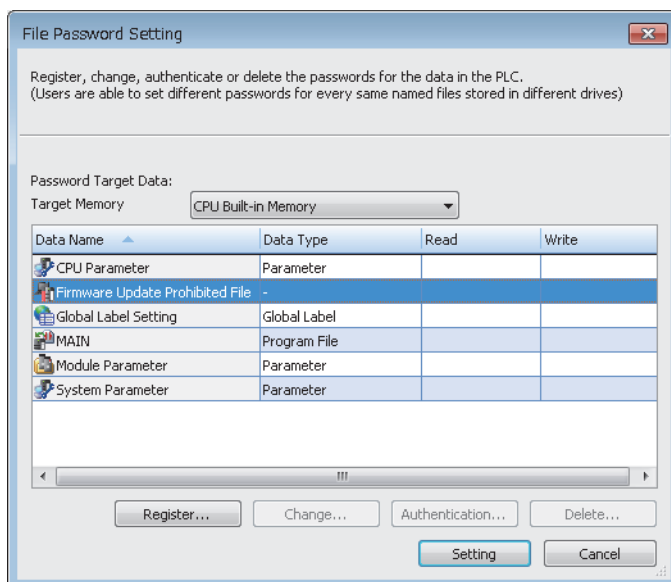 File Password Setting
Register, change, authenticate or delete the passwords for the data in the PLC.
(Users are able to set different passwords for every same named files stored in different drives)
Password Target Data:
Target Memory CPU Built-in Memory
Data Name Data Type Read Write
CPU Parameter Parameter
Firmware Update Prohibited File -
Global Label Setting Global Label
MAIN Program File
Module Parameter Parameter
System Parameter Parameter
Register... Change... Authentication... Delete...
Setting Cancel